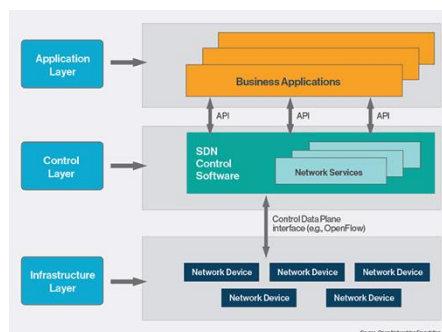 Application
Layer
Business Applications
API
API
API
Control
Layer
SDN
Control
Software
Network Services
Control Data Plane
interface (e.g., OpenFlow)
Infrastructure
Layer
Network Device
Network Device
Network Device
Network Device
Network Device